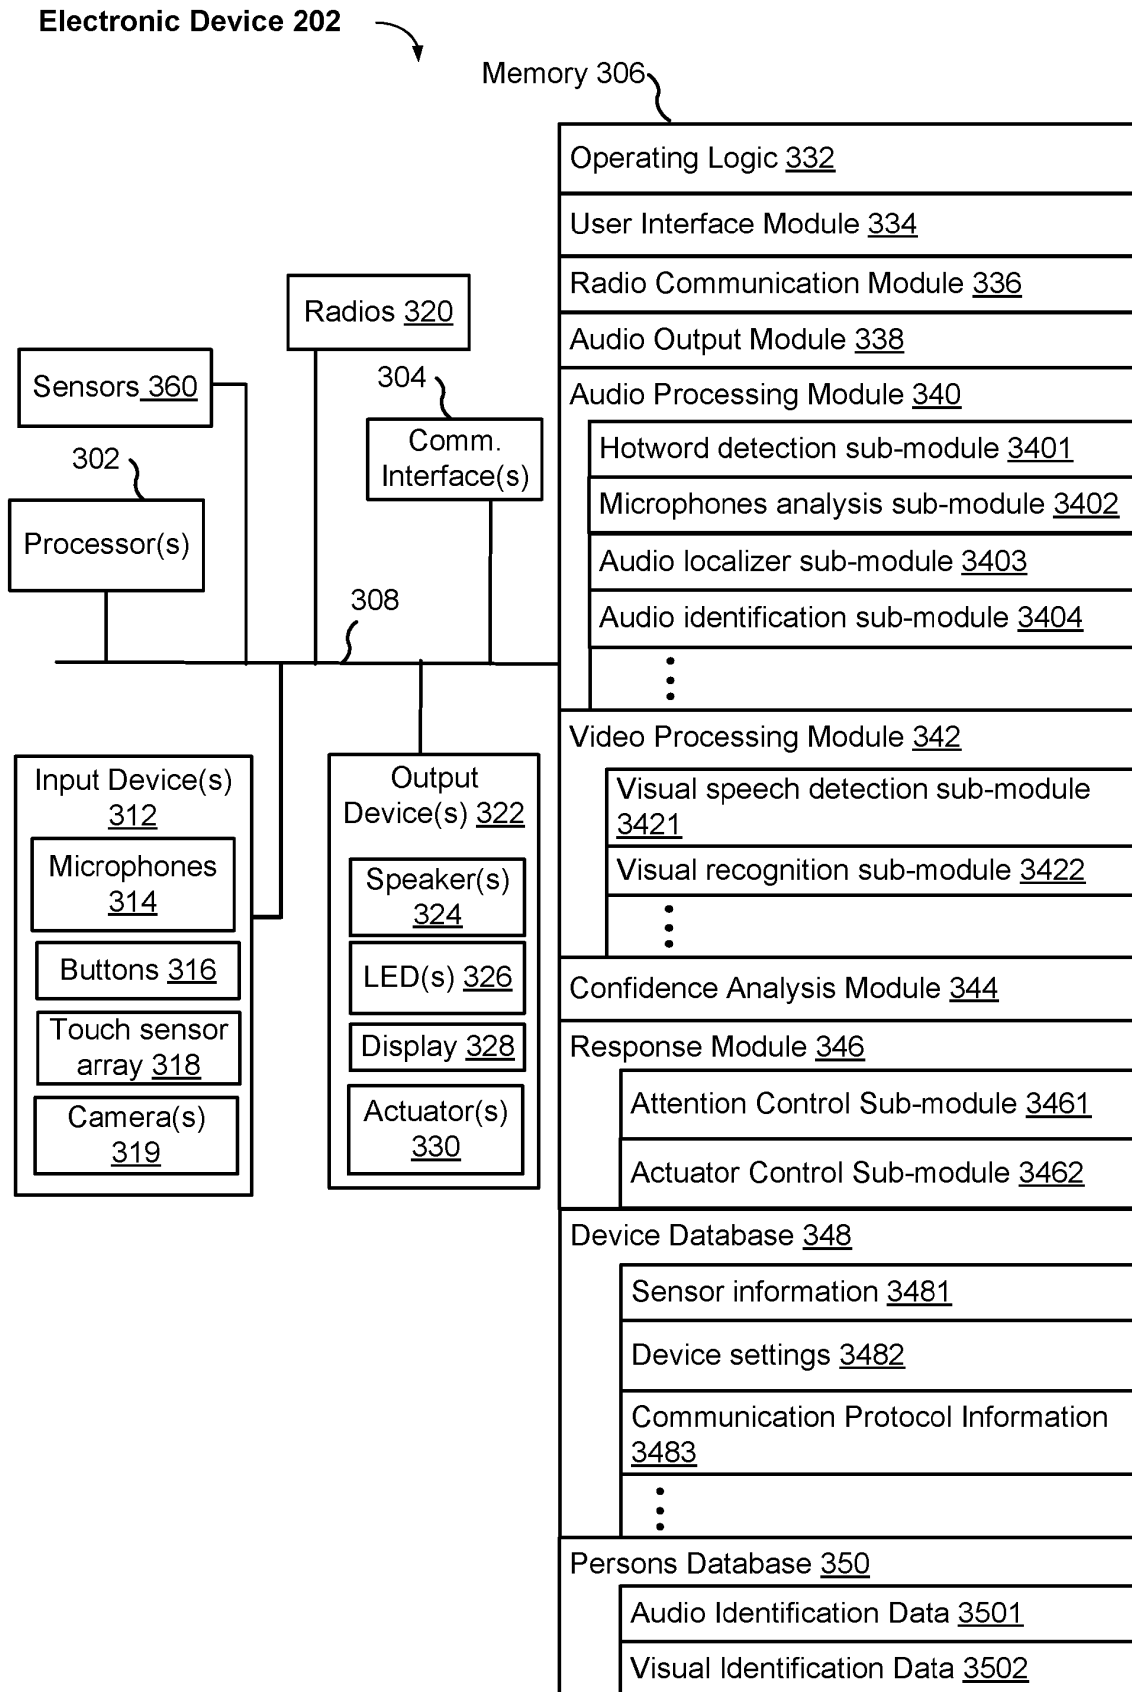 Electronic Device 202
Memory 306
Operating Logic 332
User Interface Module 334
Radio Communication Module 336
Audio Output Module 338
Audio Processing Module 340
Hotword detection sub-module 3401
Microphones analysis sub-module 3402
Audio localizer sub-module 3403
Audio identification sub-module 3404
Video Processing Module 342
Visual speech detection sub-module
3421
Visual recognition sub-module 3422
Confidence Analysis Module 344
Response Module 346
Attention Control Sub-module 3461
Actuator Control Sub-module 3462
Device Database 348
Sensor information 3481
Device settings 3482
Communication Protocol Information
3483
Persons Database 350
Audio Identification Data 3501
Visual Identification Data 3502
Radios 320
Sensors 360
304
Comm.
Interface(s)
302
Processor(s)
308
Input Device(s)
312
Microphones
314
Buttons 316
Touch sensor
array 318
Camera(s)
319
Output
Device(s) 322
Speaker(s)
324
LED(s) 326
Display 328
Actuator(s)
330